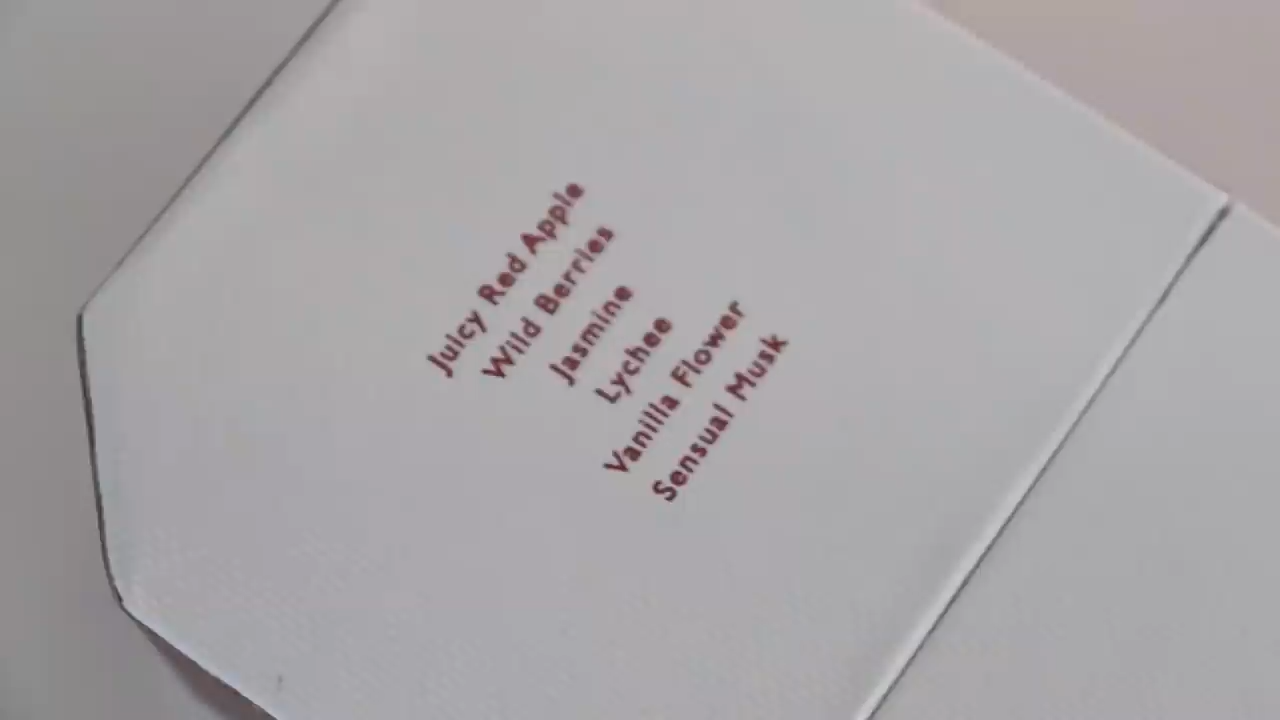 Juicy Red Apple
Wild Berries
Jasmine
Lychee
Vanilla Flower
Sensual Musk